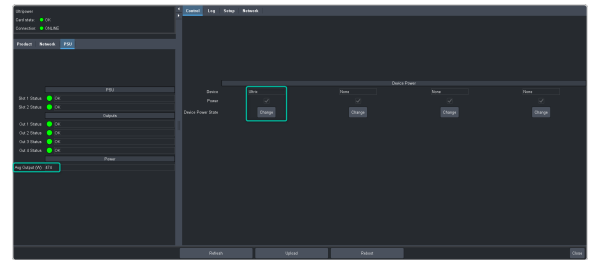 Ultripower
Card state: OK
Connection: ONLINE
Product Network PSU
PSU
Slot 1 Status OK
Slot 2 Status OK
Outputs
Out 1 Status OK
Out 2 Status OK
Out 3 Status OK
Out 4 Status OK
Power
Avg Output (W)
Control Log Setup Network
Device Power
Device None None None
Power
Device Power State Change Change Change Change
Refresh Upload Reboot Close